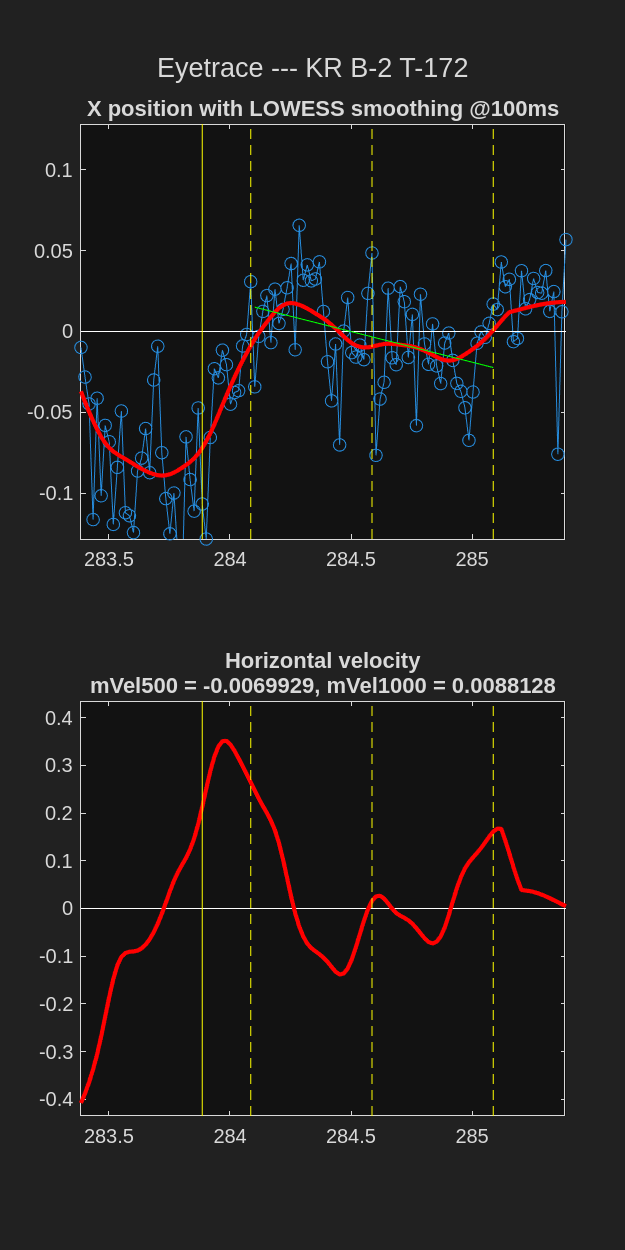 Eyetrace --- KR B-2 T-172
X position with LOWESS smoothing @100ms
0.1
0.05
0
-0.05
-0.1
283.5 284 284.5 285
Horizontal velocity
mVel500 = -0.0069929, mVel1000 = 0.0088128
0.4
0.3
0.2
0.1
0
-0.1
-0.2
-0.3
-0.4
283.5 284 284.5 285